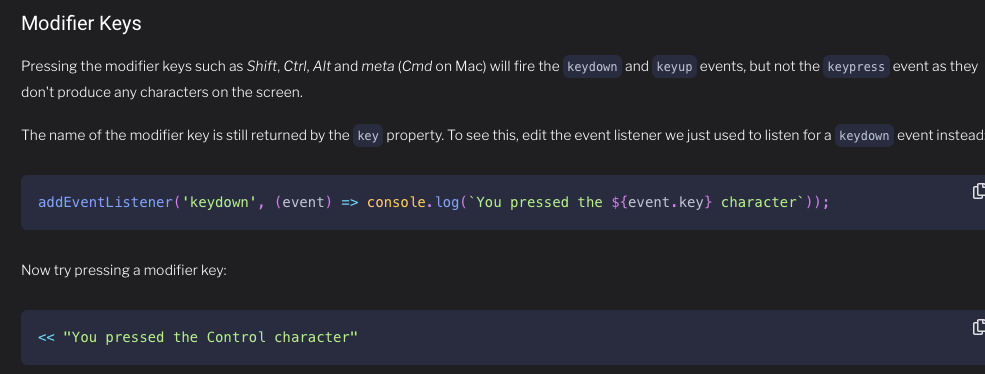 Modifier Keys
Pressing the modifier keys such as Shift, Ctrl, Alt and meta (Cmd on Mac) will fire the keydown and keyup events, but not the keypress event as they
don't produce any characters on the screen.
The name of the modifier key is still returned by the key property. To see this, edit the event listener we just used to listen for a keydown event instead
addEventListener('keydown', (event) => console.log(`You pressed the ${event.key} character`));
Now try pressing a modifier key:
<< "You pressed the Control character"